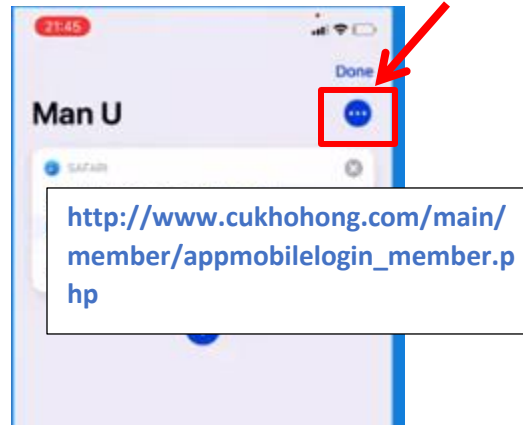 21:45
Done
Man U
SAFARI
http://www.cukhohong.com/main/
member/appmobilelogin_member.p
hp